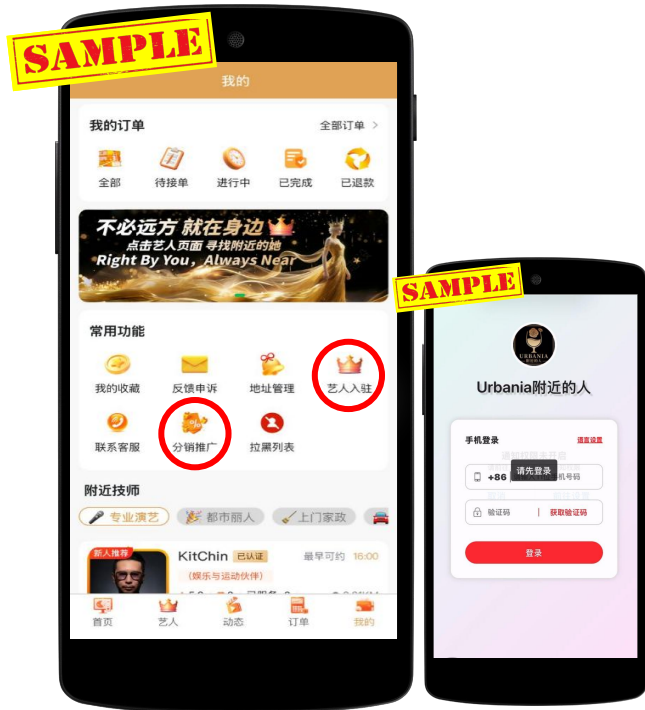 SAMPLE
我的
我的订单
全部订单 >
全部 待接单 进行中 已完成 已退款
不必远方 就在身边
点击艺人页面 寻找附近的她
Right By You，Always Near
常用功能
我的收藏 反馈申诉 地址管理 艺人入驻
联系客服 分销推广 拉黑列表
附近技师
专业演艺 都市丽人 上门家政
新人推荐
KitChin 已认证 最早可约 16:00
(娱乐与运动伙伴)
首页 艺人 动态 订单 我的
SAMPLE
URBANIA
Urbania附近的人
手机登录
语言设置
+86
请先登录
手机号码
验证码 | 获取验证码
登录